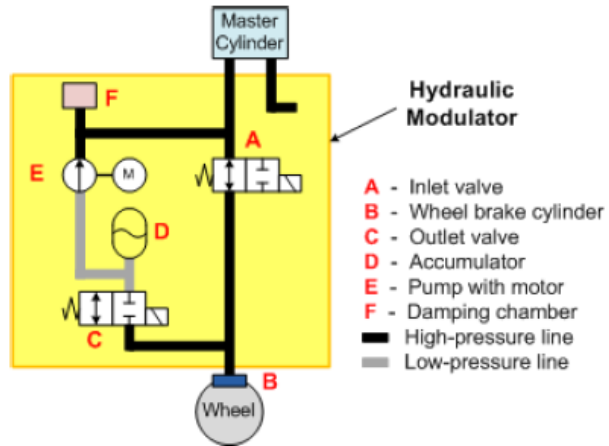 Master
Cylinder
F
Hydraulic
Modulator
A
E
M
D
C
B
Wheel
A - Inlet valve
B - Wheel brake cylinder
C - Outlet valve
D - Accumulator
E - Pump with motor
F - Damping chamber
High-pressure line
Low-pressure line